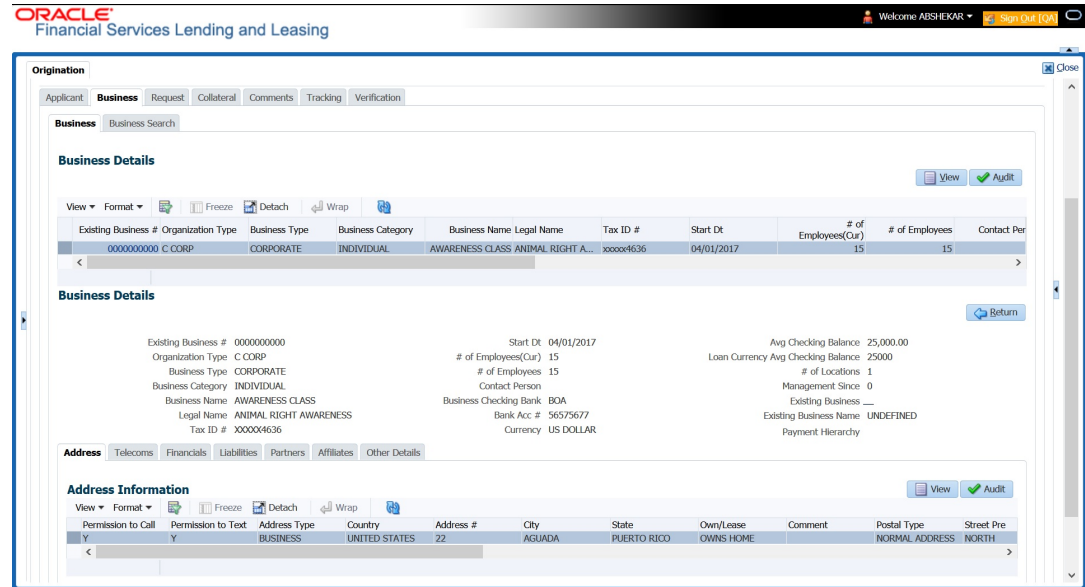 ORACLE
Financial Services Lending and Leasing
Welcome ABSHEKAR
Sign Out [QA]
Origination
Close
Applicant Business Request Collateral Comments Tracking Verification
Business Business Search
Business Details
View Audit
View Format Freeze Detach Wrap
Existing Business # Organization Type Business Type Business Category Business Name Legal Name Tax ID # Start Dt # of Employees(Cur) # of Employees Contact Per
0000000000 C CORP CORPORATE INDIVIDUAL AWARENESS CLASS ANIMAL RIGHT A... xxxxx4636 04/01/2017 15 15
Business Details
Return
Existing Business # 0000000000 Start Dt 04/01/2017 Avg Checking Balance 25,000.00
Organization Type C CORP # of Employees(Cur) 15 Loan Currency Avg Checking Balance 25000
Business Type CORPORATE # of Employees 15 # of Locations 1
Business Category INDIVIDUAL Contact Person Management Since 0
Business Name AWARENESS CLASS Business Checking Bank BOA Existing Business
Legal Name ANIMAL RIGHT AWARENESS Bank Acc # 56575677 Existing Business Name UNDEFINED
Tax ID # XXXXX4636 Currency US DOLLAR Payment Hierarchy
Address Telecoms Financials Liabilities Partners Affiliates Other Details
Address Information
View Audit
View Format Freeze Detach Wrap
Permission to Call Permission to Text Address Type Country Address # City State Own/Lease Comment Postal Type Street Pre
Y Y BUSINESS UNITED STATES 22 AGUADA PUERTO RICO OWNS HOME NORMAL ADDRESS NORTH